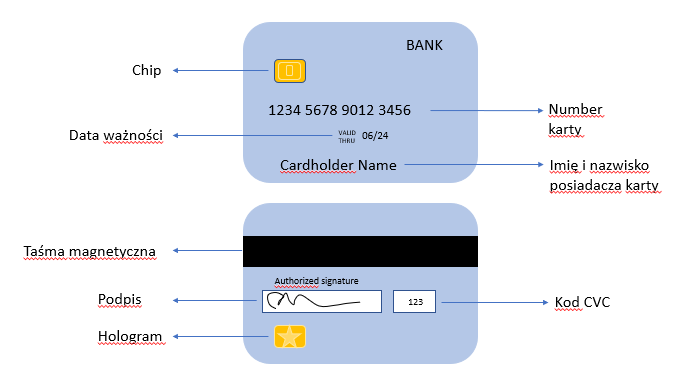 BANK
Chip
1234 5678 9012 3456
Number
karty
Data ważności
VALID
THRU
06/24
Cardholder Name
Imię i nazwisko
posiadacza karty
Taśma magnetyczna
Authorized signature
Podpis
123
Kod CVC
Hologram